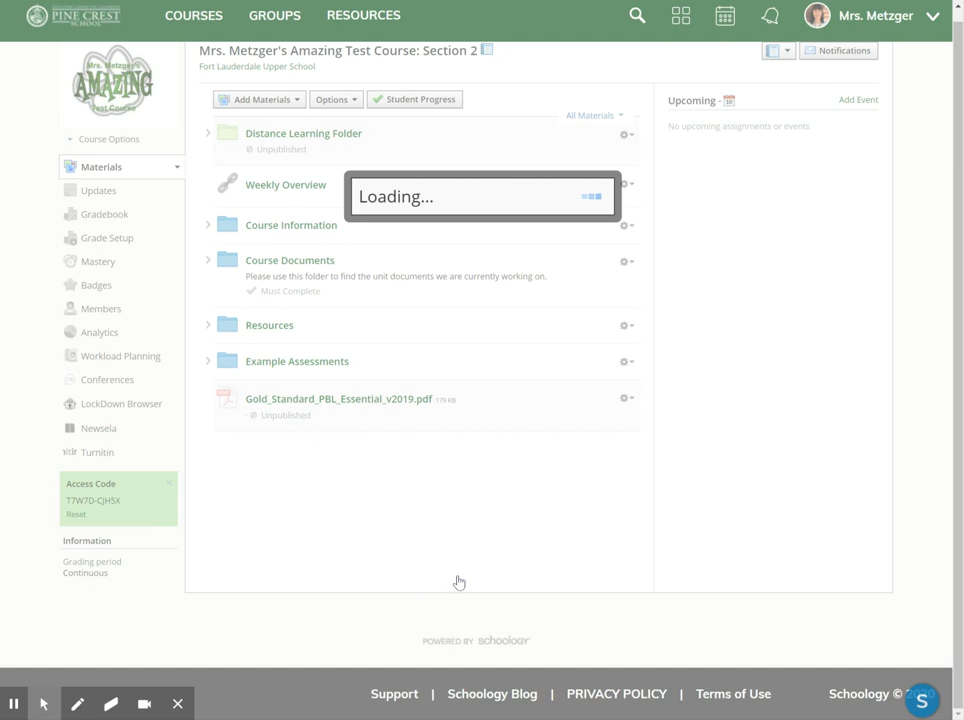 PINE CREST
SCHOOL
COURSES
GROUPS
RESOURCES
Mrs. Metzger
Mrs. Metzger's Amazing Test Course: Section 2
Fort Lauderdale Upper School
Notifications
Mrs. Metzger's
AMAZING
Test Course
Course Options
Materials
Updates
Gradebook
Grade Setup
Mastery
Badges
Members
Analytics
Workload Planning
Conferences
LockDown Browser
Newsela
Turnitin
Access Code
T7W7D-CJH5X
Reset
Information
Grading period
Continuous
Add Materials
Options
Student Progress
All Materials
Distance Learning Folder
Unpublished
Weekly Overview
Loading...
Course Information
Course Documents
Please use this folder to find the unit documents we are currently working on.
Must Complete
Resources
Example Assessments
PDF
Gold_Standard_PBL_Essential_v2019.pdf 179 KB
· Unpublished
Upcoming ·
Add Event
No upcoming assignments or events
POWERED BY schoology
Support | Schoology Blog | PRIVACY POLICY | Terms of Use
Schoology © 2020
S